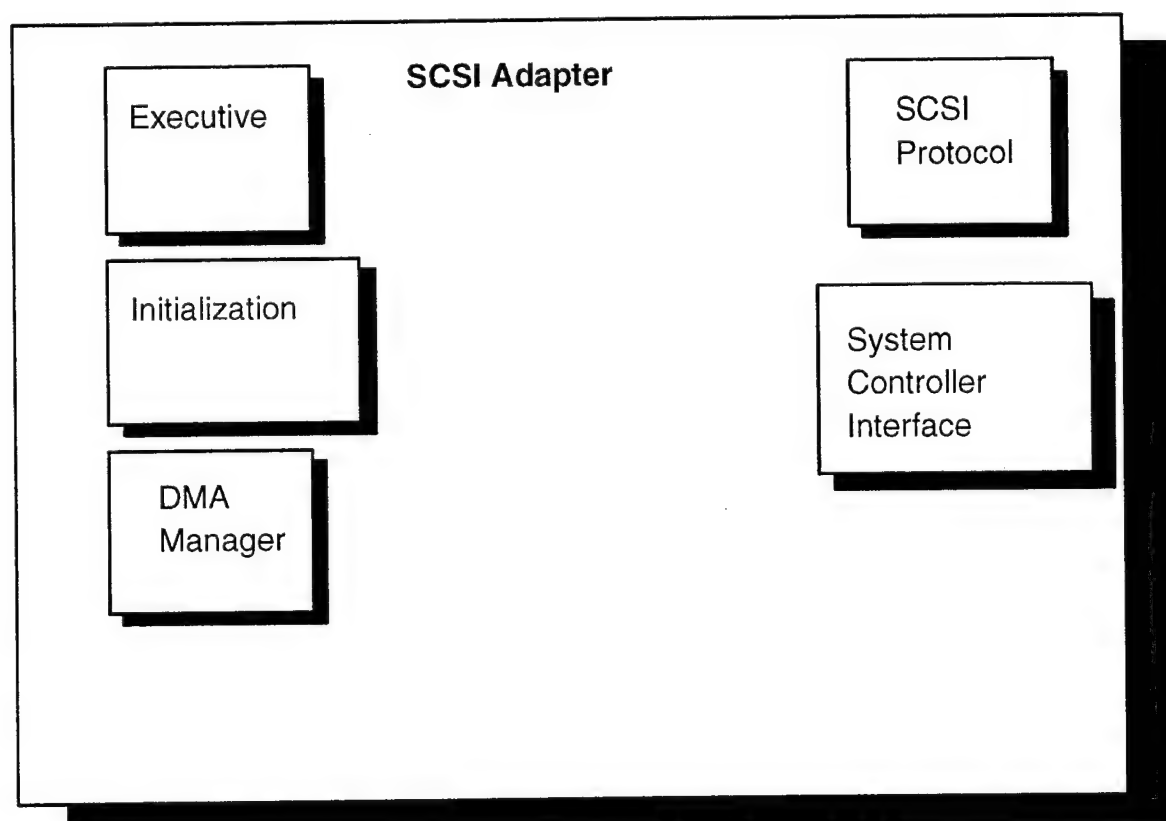 SCSI Adapter
Executive
Initialization
DMA
Manager
SCSI
Protocol
System
Controller
Interface